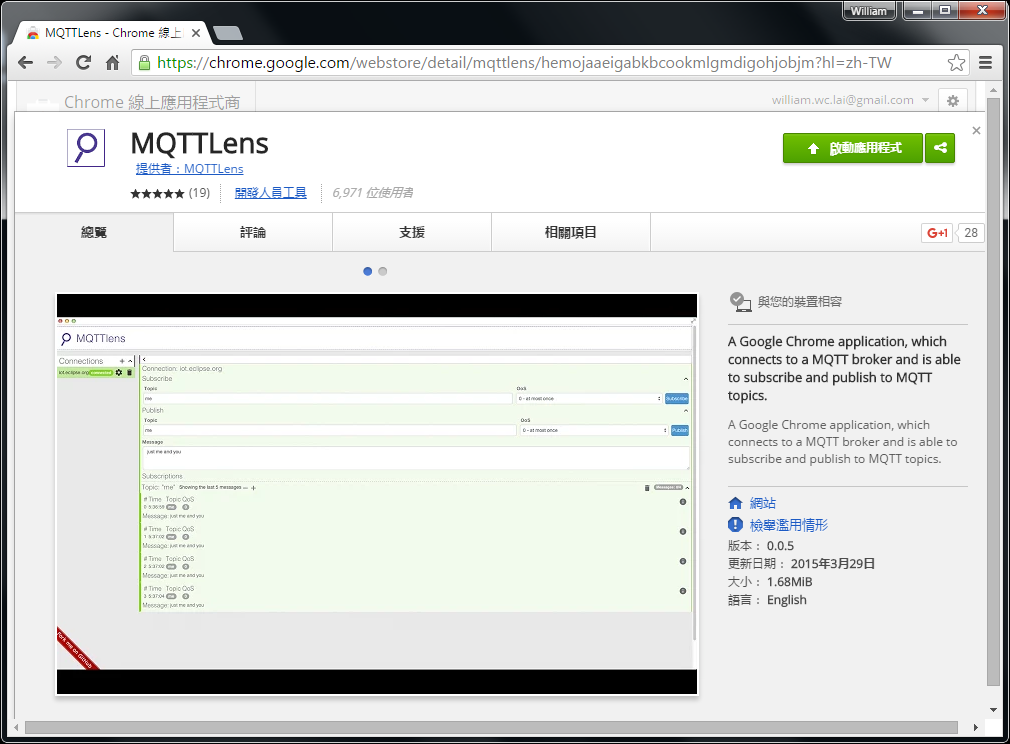 William
MQTTLens - Chrome 線上
https://chrome.google.com/webstore/detail/mqttlens/hemojaaeigabkbcookmlgmdigohjobjm?hl=zh-TW
Chrome 線上應用程式商
william.wc.lai@gmail.com
MQTTLens
啟動應用程式
提供者：MQTTLens
(19)
開發人員工具
6,971 位使用者
總覽
評論
支援
相關項目
G+1
28
與您的裝置相容
A Google Chrome application, which
connects to a MQTT broker and is able
to subscribe and publish to MQTT
topics.
A Google Chrome application, which
connects to a MQTT broker and is able to
subscribe and publish to MQTT topics.
網站
檢舉濫用情形
版本： 0.0.5
更新日期： 2015年3月29日
大小： 1.68MiB
語言： English
MQTTlens
Connections
iot.eclipse.org connected
Connection: iot.eclipse.org
Subscribe
Topic
QoS
me
0 - at most once
Subscribe
Publish
Topic
QoS
me
0 - at most once
Publish
Message
just me and you
Subscriptions
Topic: "me" Showing the last 5 messages
# Time Topic QoS
0 5:36:59 me 0
Message: just me and you
# Time Topic QoS
1 5:37:02 me 0
Message: just me and you
# Time Topic QoS
2 5:37:02 me 0
Message: just me and you
# Time Topic QoS
3 5:37:04 me 0
Message: just me and you
Fork me on GitHub